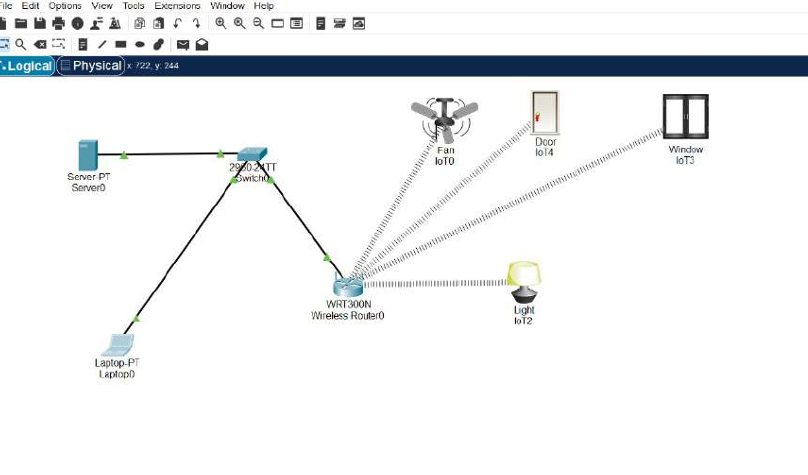 File Edit Options View Tools Extensions Window Help
Logical Physical x: 722, y: 244
Fan
IoT0
Door
IoT4
Window
IoT3
Server-PT
Server0
2960-24TT
Switch0
WRT300N
Wireless Router0
Light
IoT2
Laptop-PT
Laptop0